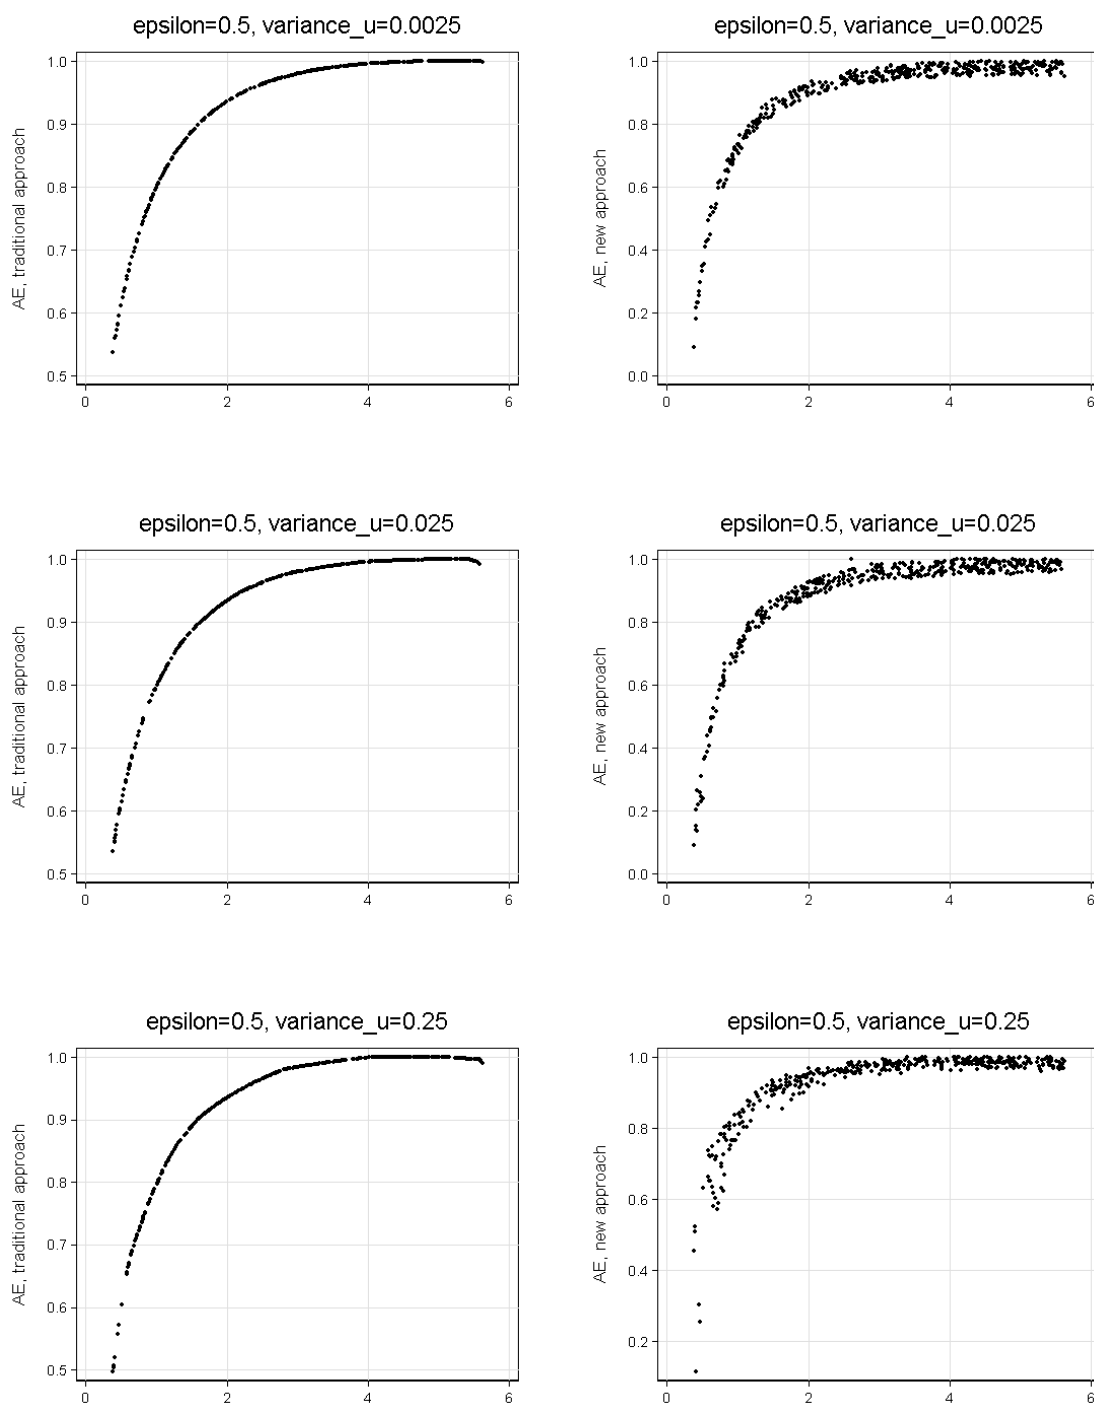 epsilon=0.5, variance_u=0.0025
AE, traditional approach
1.0
0.9
0.8
0.7
0.6
0.5
0 2 4 6
epsilon=0.5, variance_u=0.0025
AE, new approach
1.0
0.8
0.6
0.4
0.2
0.0
0 2 4 6
epsilon=0.5, variance_u=0.025
AE, traditional approach
1.0
0.9
0.8
0.7
0.6
0.5
0 2 4 6
epsilon=0.5, variance_u=0.025
AE, new approach
1.0
0.8
0.6
0.4
0.2
0.0
0 2 4 6
epsilon=0.5, variance_u=0.25
AE, traditional approach
1.0
0.9
0.8
0.7
0.6
0.5
0 2 4 6
epsilon=0.5, variance_u=0.25
AE, new approach
1.0
0.8
0.6
0.4
0.2
0 2 4 6